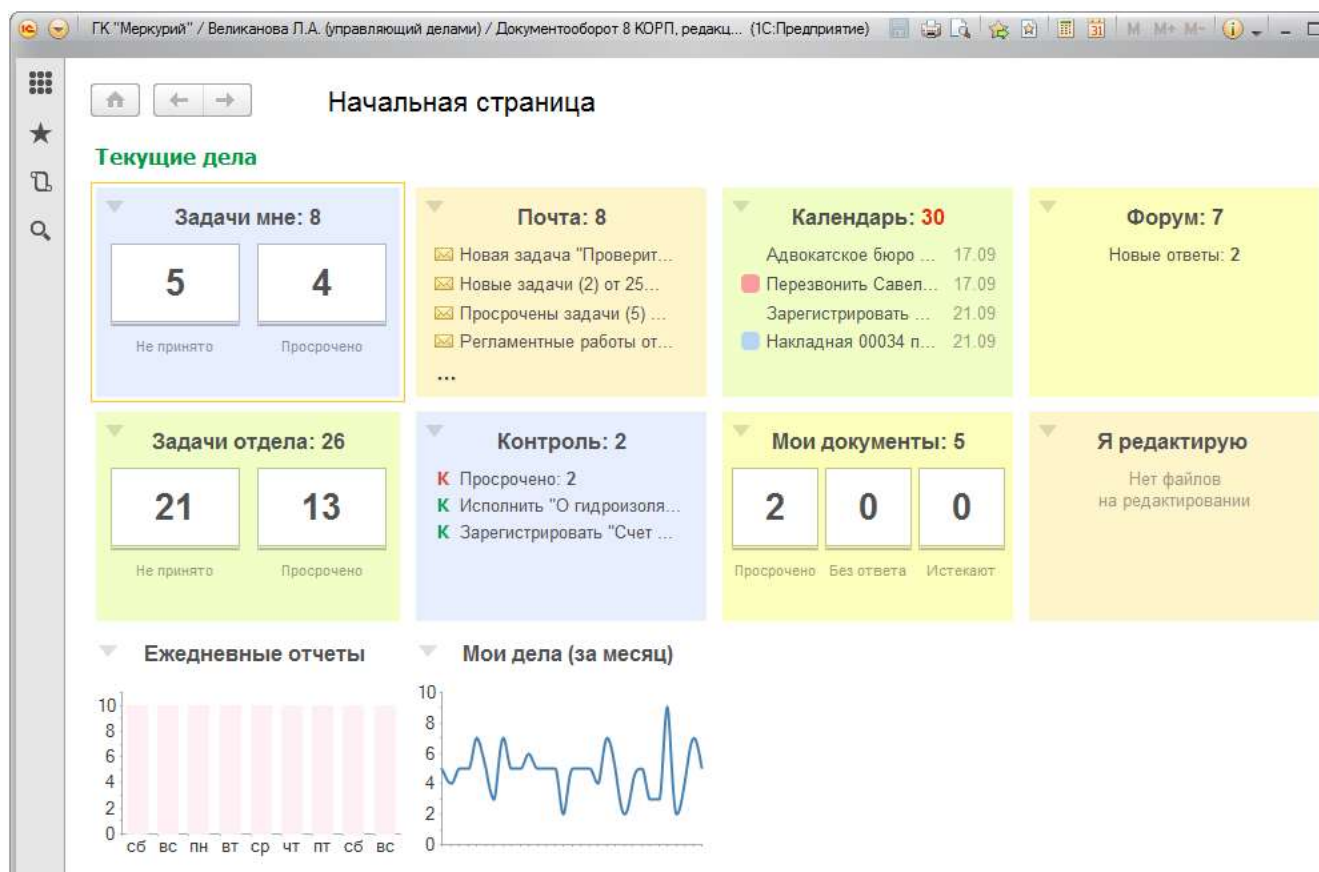 ГК "Меркурий" / Великанова Л.А. (управляющий делами) / Документооборот 8 КОРП, редакц... (1С:Предприятие)
31 M M+ M-
Начальная страница
Текущие дела
Задачи мне: 8
5 4
Не принято Просрочено
Почта: 8
Новая задача "Проверит...
Новые задачи (2) от 25...
Просрочены задачи (5) ...
Регламентные работы от...
...
Календарь: 30
Адвокатское бюро ... 17.09
Перезвонить Савел... 17.09
Зарегистрировать ... 21.09
Накладная 00034 п... 21.09
Форум: 7
Новые ответы: 2
Задачи отдела: 26
21 13
Не принято Просрочено
Контроль: 2
К Просрочено: 2
К Исполнить "О гидроизоля...
К Зарегистрировать "Счет ...
Мои документы: 5
2 0 0
Просрочено Без ответа Истекают
Я редактирую
Нет файлов
на редактировании
Ежедневные отчеты
10
8
6
4
2
0
сб вс пн вт ср чт пт сб вс
Мои дела (за месяц)
10
8
6
4
2
0